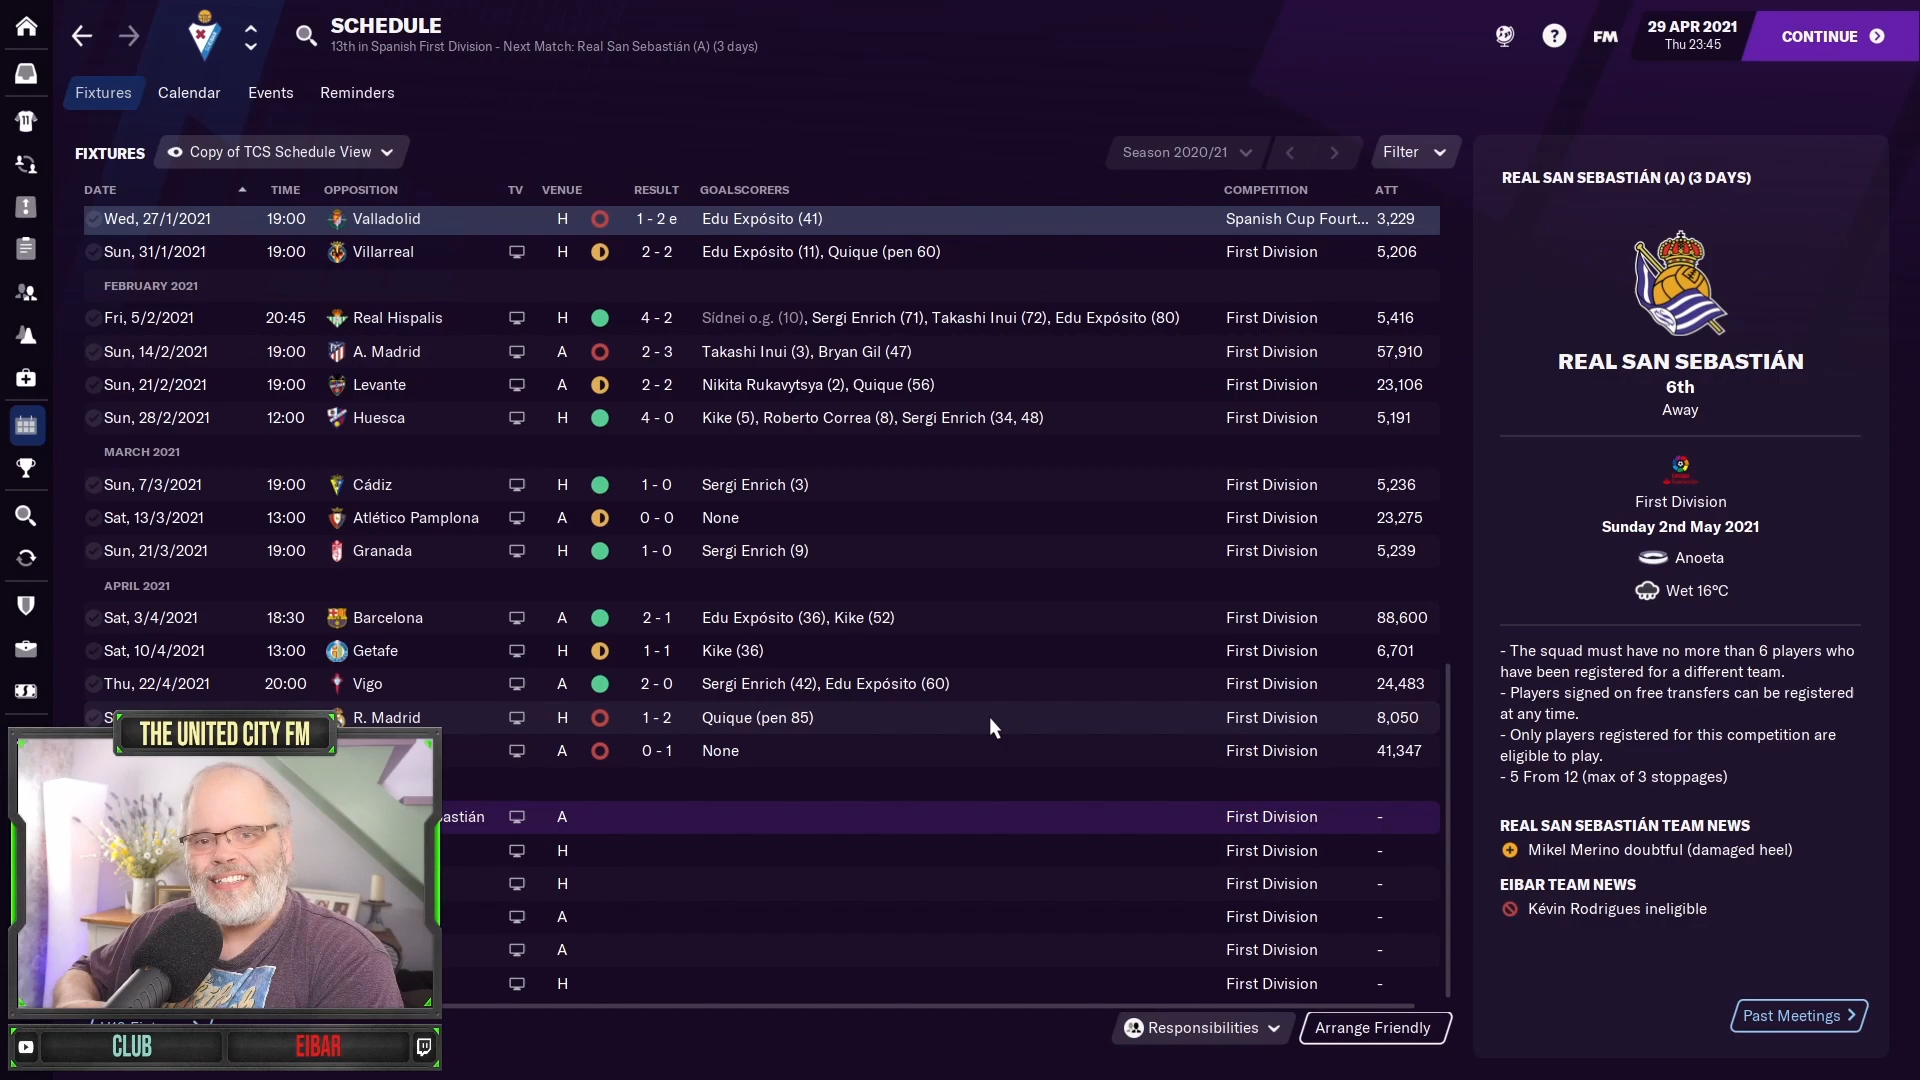 SCHEDULE
13th in Spanish First Division - Next Match: Real San Sebastián (A) (3 days)
FM
29 APR 2021
Thu 23:45
CONTINUE
Fixtures Calendar Events Reminders
FIXTURES Copy of TCS Schedule View Season 2020/21 Filter
DATE TIME OPPOSITION TV VENUE RESULT GOALSCORERS COMPETITION ATT
Wed, 27/1/2021 19:00 Valladolid H 1 - 2 e Edu Expósito (41) Spanish Cup Fourt... 3,229
Sun, 31/1/2021 19:00 Villarreal H 2 - 2 Edu Expósito (11), Quique (pen 60) First Division 5,206
FEBRUARY 2021
Fri, 5/2/2021 20:45 Real Hispalis H 4 - 2 Sídnei o.g. (10), Sergi Enrich (71), Takashi Inui (72), Edu Expósito (80) First Division 5,416
Sun, 14/2/2021 19:00 A. Madrid A 2 - 3 Takashi Inui (3), Bryan Gil (47) First Division 57,910
Sun, 21/2/2021 19:00 Levante A 2 - 2 Nikita Rukavytsya (2), Quique (56) First Division 23,106
Sun, 28/2/2021 12:00 Huesca H 4 - 0 Kike (5), Roberto Correa (8), Sergi Enrich (34, 48) First Division 5,191
MARCH 2021
Sun, 7/3/2021 19:00 Cádiz H 1 - 0 Sergi Enrich (3) First Division 5,236
Sat, 13/3/2021 13:00 Atlético Pamplona A 0 - 0 None First Division 23,275
Sun, 21/3/2021 19:00 Granada H 1 - 0 Sergi Enrich (9) First Division 5,239
APRIL 2021
Sat, 3/4/2021 18:30 Barcelona A 2 - 1 Edu Expósito (36), Kike (52) First Division 88,600
Sat, 10/4/2021 13:00 Getafe H 1 - 1 Kike (36) First Division 6,701
Thu, 22/4/2021 20:00 Vigo A 2 - 0 Sergi Enrich (42), Edu Expósito (60) First Division 24,483
S R. Madrid H 1 - 2 Quique (pen 85) First Division 8,050
A 0 - 1 None First Division 41,347
astián A First Division -
H First Division -
H First Division -
A First Division -
A First Division -
H First Division -
Responsibilities Arrange Friendly
THE UNITED CITY FM
CLUB EIBAR
REAL SAN SEBASTIÁN (A) (3 DAYS)
REAL SAN SEBASTIÁN
6th
Away
First Division
Sunday 2nd May 2021
Anoeta
Wet 16°C
- The squad must have no more than 6 players who
have been registered for a different team.
- Players signed on free transfers can be registered
at any time.
- Only players registered for this competition are
eligible to play.
- 5 From 12 (max of 3 stoppages)
REAL SAN SEBASTIÁN TEAM NEWS
Mikel Merino doubtful (damaged heel)
EIBAR TEAM NEWS
Kévin Rodrigues ineligible
Past Meetings